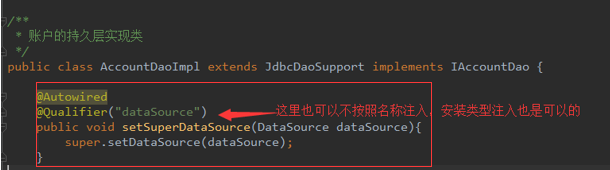 /**
* 账户的持久层实现类
*/
public class AccountDaoImpl extends JdbcDaoSupport implements IAccountDao {
@Autowired
@Qualifier("dataSource")
这里也可以不按照名称注入，安装类型注入也是可以的
public void setSuperDataSource(DataSource dataSource){
super.setDataSource(dataSource);
}